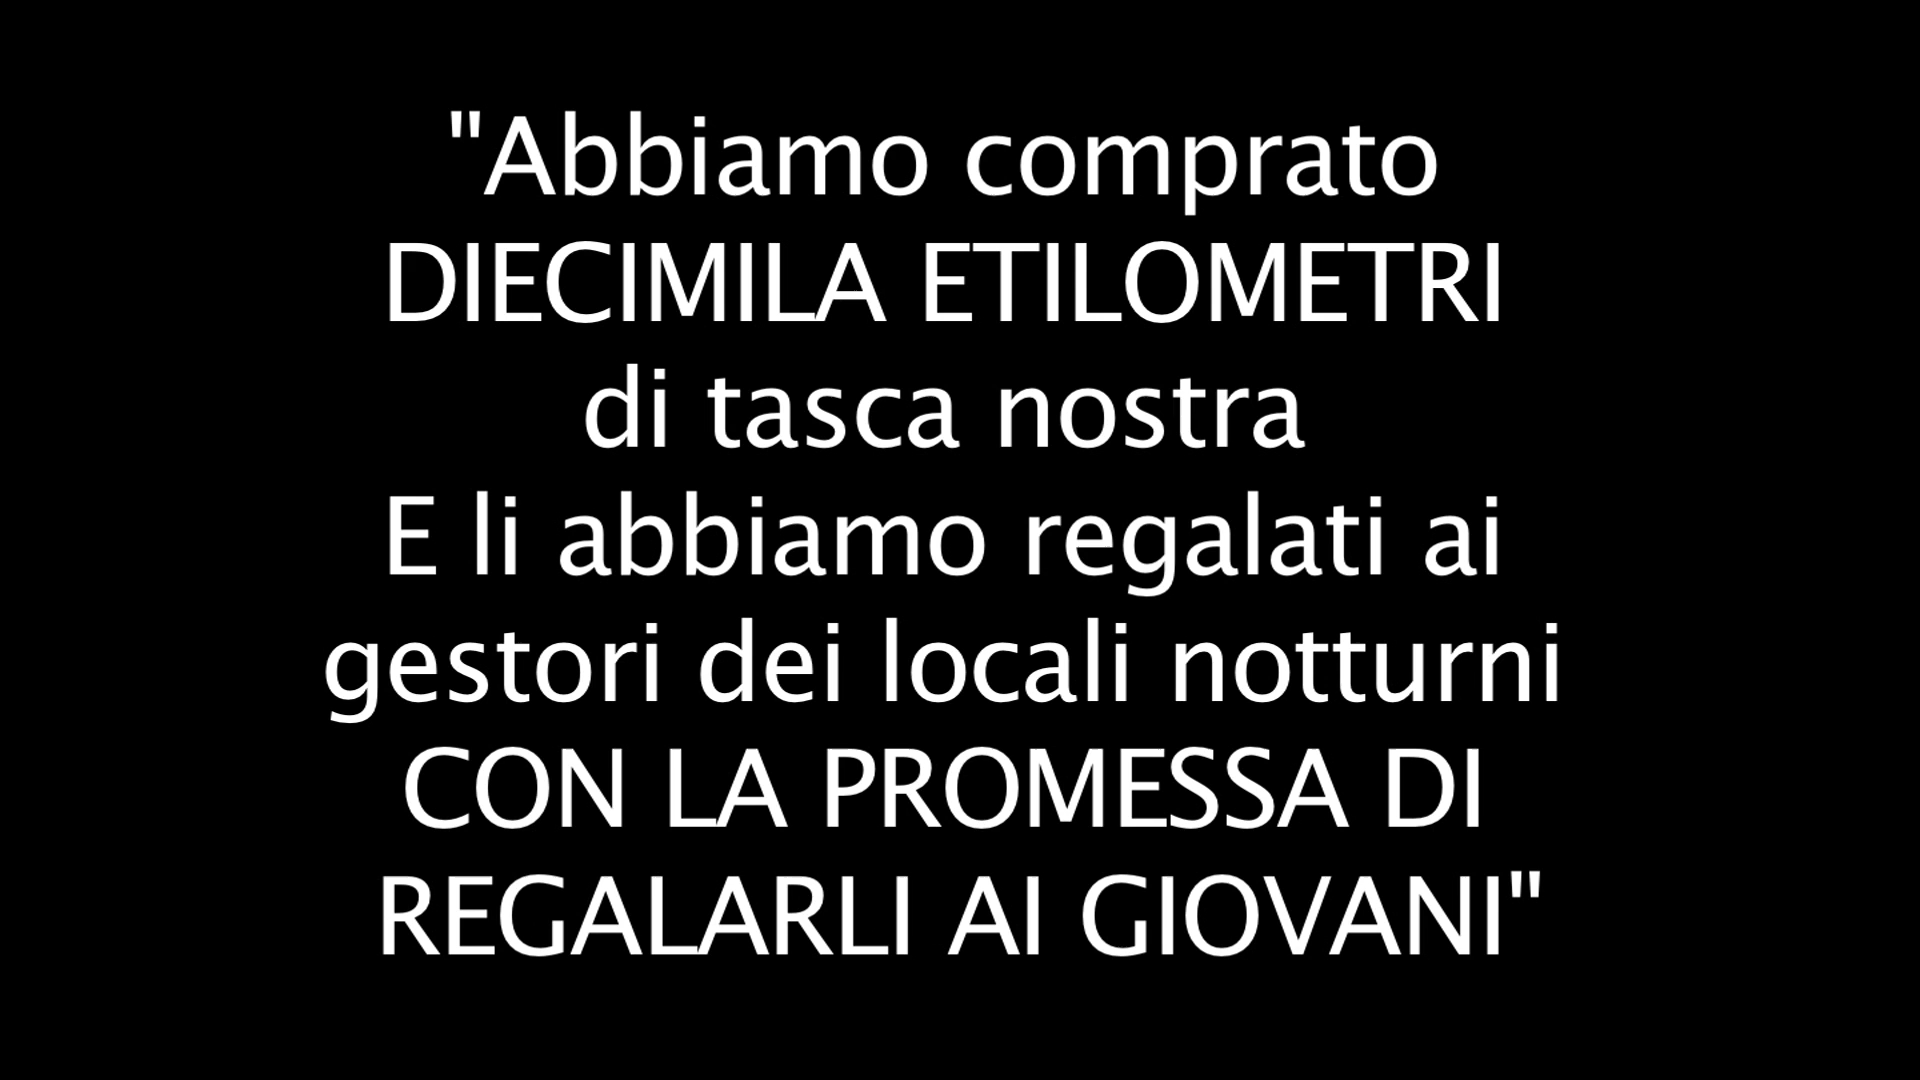 "Abbiamo comprato
DIECIMILA ETILOMETRI
di tasca nostra
E li abbiamo regalati ai
gestori dei locali notturni
CON LA PROMESSA DI
REGALARLI AI GIOVANI"